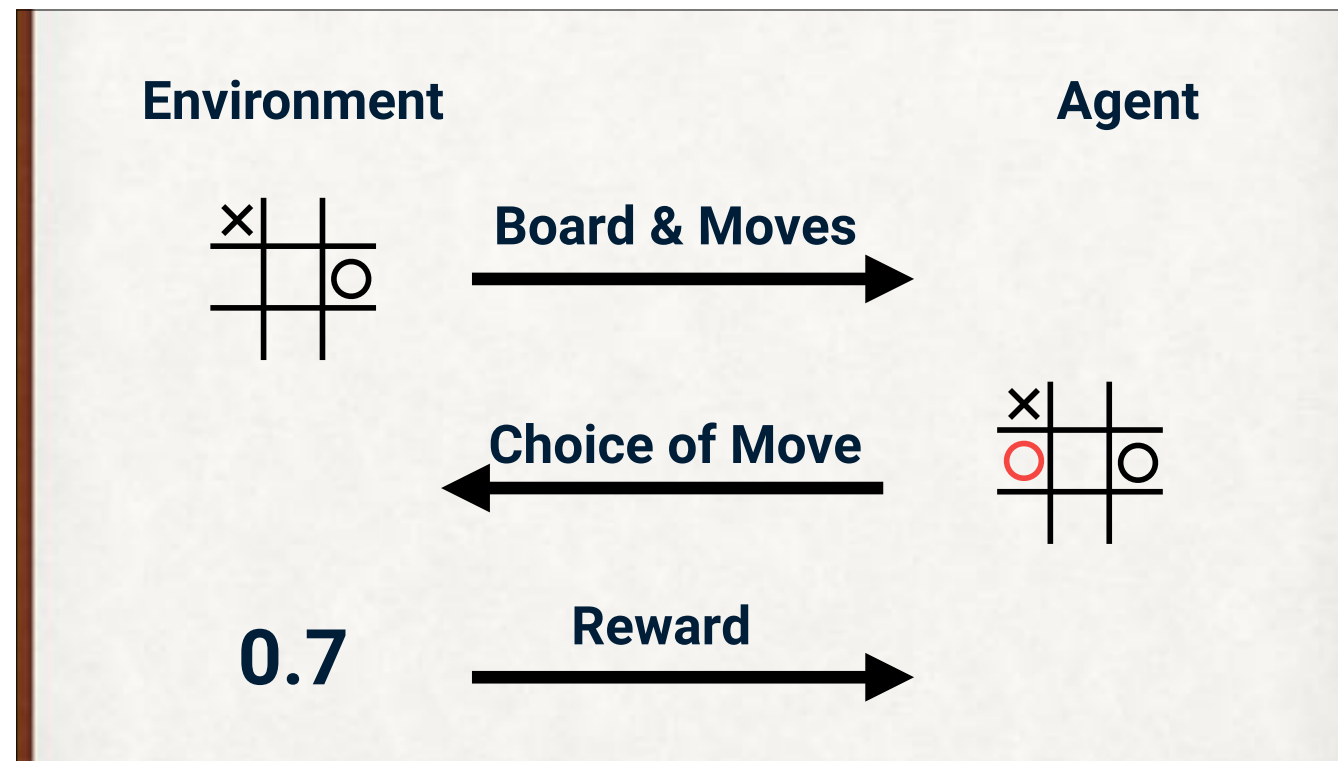 Environment
Agent
Board & Moves
Choice of Move
Reward
0.7